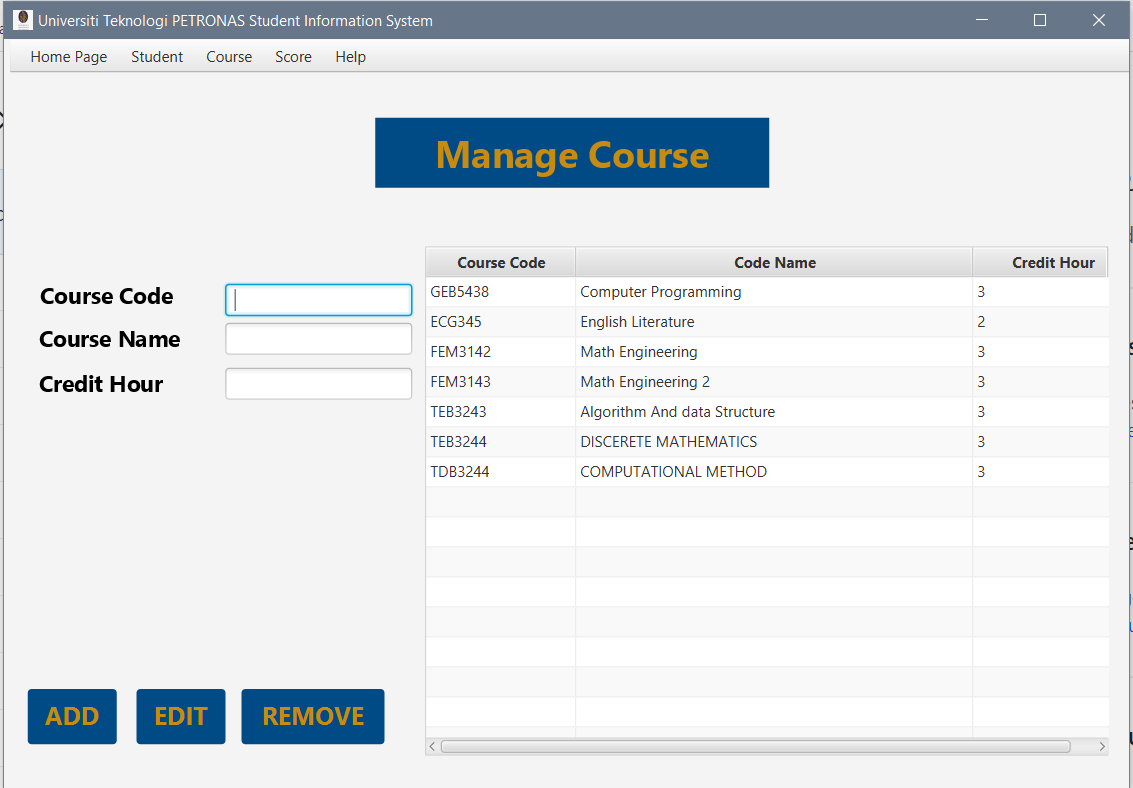 Universiti Teknologi PETRONAS Student Information System
Home Page Student Course Score Help
Manage Course
Course Code
Course Name
Credit Hour
Course Code Code Name Credit Hour
GEB5438 Computer Programming 3
ECG345 English Literature 2
FEM3142 Math Engineering 3
FEM3143 Math Engineering 2 3
TEB3243 Algorithm And data Structure 3
TEB3244 DISCERETE MATHEMATICS 3
TDB3244 COMPUTATIONAL METHOD 3
ADD EDIT REMOVE